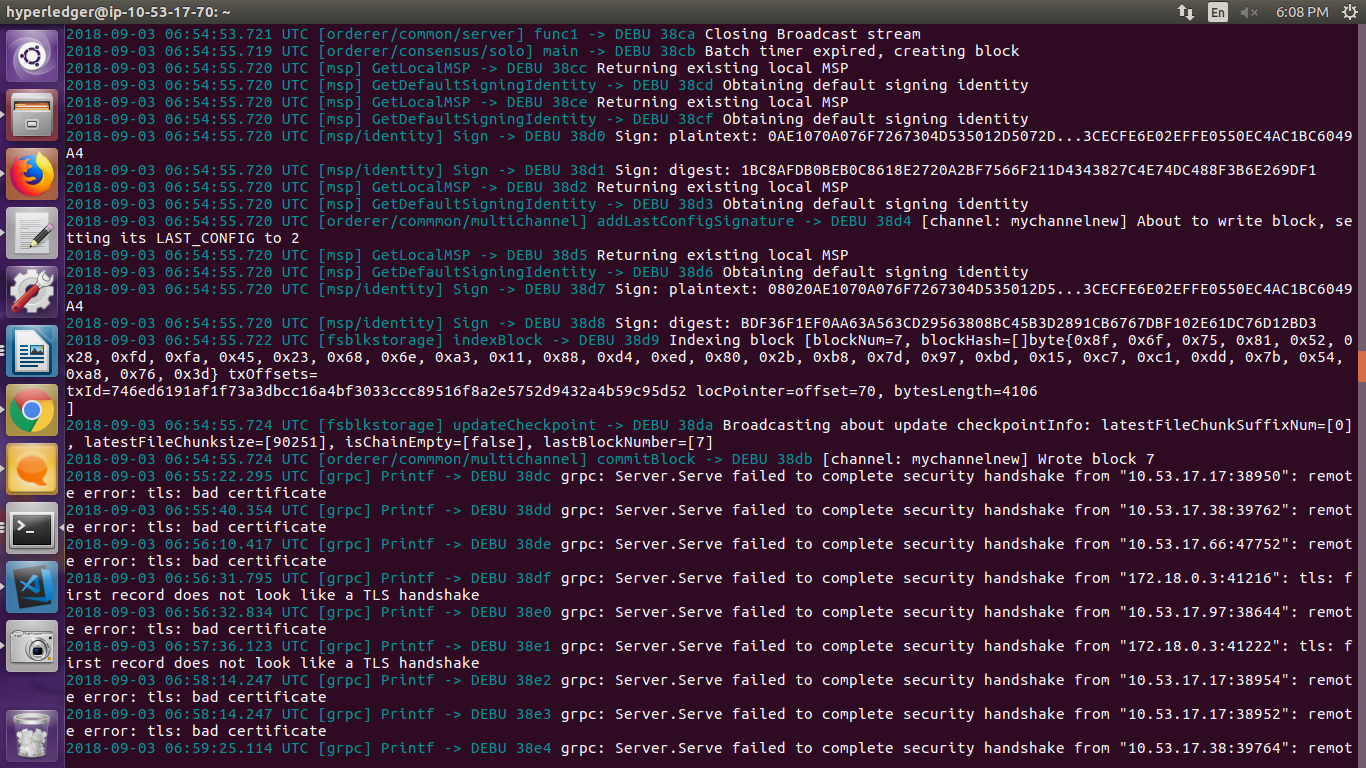 hyperledger@ip-10-53-17-70: ~
En
6:08 PM
2018-09-03 06:54:53.721 UTC [orderer/common/server] func1 -> DEBU 38ca Closing Broadcast stream
2018-09-03 06:54:55.719 UTC [orderer/consensus/solo] main -> DEBU 38cb Batch timer expired, creating block
2018-09-03 06:54:55.720 UTC [msp] GetLocalMSP -> DEBU 38cc Returning existing local MSP
2018-09-03 06:54:55.720 UTC [msp] GetDefaultSigningIdentity -> DEBU 38cd Obtaining default signing identity
2018-09-03 06:54:55.720 UTC [msp] GetLocalMSP -> DEBU 38ce Returning existing local MSP
2018-09-03 06:54:55.720 UTC [msp] GetDefaultSigningIdentity -> DEBU 38cf Obtaining default signing identity
2018-09-03 06:54:55.720 UTC [msp/identity] Sign -> DEBU 38d0 Sign: plaintext: 0AE1070A076F7267304D535012D5072D...3CECFE6E02EFFE0550EC4AC1BC6049
A4
2018-09-03 06:54:55.720 UTC [msp/identity] Sign -> DEBU 38d1 Sign: digest: 1BC8AFDB0BEB0C8618E2720A2BF7566F211D4343827C4E74DC488F3B6E269DF1
2018-09-03 06:54:55.720 UTC [msp] GetLocalMSP -> DEBU 38d2 Returning existing local MSP
2018-09-03 06:54:55.720 UTC [msp] GetDefaultSigningIdentity -> DEBU 38d3 Obtaining default signing identity
2018-09-03 06:54:55.720 UTC [orderer/commmon/multichannel] addLastConfigSignature -> DEBU 38d4 [channel: mychannelnew] About to write block, se
tting its LAST_CONFIG to 2
2018-09-03 06:54:55.720 UTC [msp] GetLocalMSP -> DEBU 38d5 Returning existing local MSP
2018-09-03 06:54:55.720 UTC [msp] GetDefaultSigningIdentity -> DEBU 38d6 Obtaining default signing identity
2018-09-03 06:54:55.720 UTC [msp/identity] Sign -> DEBU 38d7 Sign: plaintext: 08020AE1070A076F7267304D535012D5...3CECFE6E02EFFE0550EC4AC1BC6049
A4
2018-09-03 06:54:55.720 UTC [msp/identity] Sign -> DEBU 38d8 Sign: digest: BDF36F1EF0AA63A563CD29563808BC45B3D2891CB6767DBF102E61DC76D12BD3
2018-09-03 06:54:55.722 UTC [fsblkstorage] indexBlock -> DEBU 38d9 Indexing block [blockNum=7, blockHash=[]byte{0x8f, 0x6f, 0x75, 0x81, 0x52, 0
x28, 0xfd, 0xfa, 0x45, 0x23, 0x68, 0x6e, 0xa3, 0x11, 0x88, 0xd4, 0xed, 0x80, 0x2b, 0xb8, 0x7d, 0x97, 0xbd, 0x15, 0xc7, 0xc1, 0xdd, 0x7b, 0x54,
0xa8, 0x76, 0x3d} txOffsets=
txId=746ed6191af1f73a3dbcc16a4bf3033ccc89516f8a2e5752d9432a4b59c95d52 locPointer=offset=70, bytesLength=4106
]
2018-09-03 06:54:55.724 UTC [fsblkstorage] updateCheckpoint -> DEBU 38da Broadcasting about update checkpointInfo: latestFileChunkSuffixNum=[0]
, latestFileChunksize=[90251], isChainEmpty=[false], lastBlockNumber=[7]
2018-09-03 06:54:55.724 UTC [orderer/commmon/multichannel] commitBlock -> DEBU 38db [channel: mychannelnew] Wrote block 7
2018-09-03 06:55:22.295 UTC [grpc] Printf -> DEBU 38dc grpc: Server.Serve failed to complete security handshake from "10.53.17.17:38950": remot
e error: tls: bad certificate
2018-09-03 06:55:40.354 UTC [grpc] Printf -> DEBU 38dd grpc: Server.Serve failed to complete security handshake from "10.53.17.38:39762": remot
e error: tls: bad certificate
2018-09-03 06:56:10.417 UTC [grpc] Printf -> DEBU 38de grpc: Server.Serve failed to complete security handshake from "10.53.17.66:47752": remot
e error: tls: bad certificate
2018-09-03 06:56:31.795 UTC [grpc] Printf -> DEBU 38df grpc: Server.Serve failed to complete security handshake from "172.18.0.3:41216": tls: f
irst record does not look like a TLS handshake
2018-09-03 06:56:32.834 UTC [grpc] Printf -> DEBU 38e0 grpc: Server.Serve failed to complete security handshake from "10.53.17.97:38644": remot
e error: tls: bad certificate
2018-09-03 06:57:36.123 UTC [grpc] Printf -> DEBU 38e1 grpc: Server.Serve failed to complete security handshake from "172.18.0.3:41222": tls: f
irst record does not look like a TLS handshake
2018-09-03 06:58:14.247 UTC [grpc] Printf -> DEBU 38e2 grpc: Server.Serve failed to complete security handshake from "10.53.17.17:38954": remot
e error: tls: bad certificate
2018-09-03 06:58:14.247 UTC [grpc] Printf -> DEBU 38e3 grpc: Server.Serve failed to complete security handshake from "10.53.17.17:38952": remot
e error: tls: bad certificate
2018-09-03 06:59:25.114 UTC [grpc] Printf -> DEBU 38e4 grpc: Server.Serve failed to complete security handshake from "10.53.17.38:39764": remot